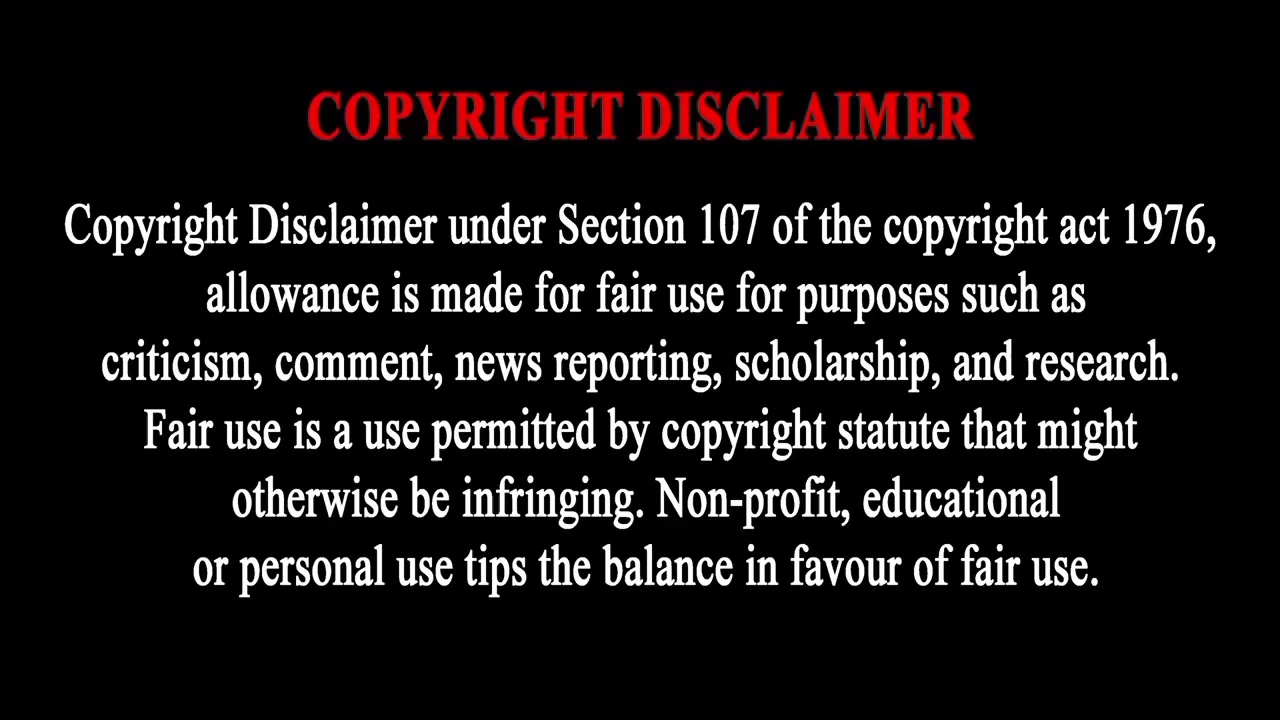 COPYRIGHT DISCLAIMER
Copyright Disclaimer under Section 107 of the copyright act 1976,
allowance is made for fair use for purposes such as
criticism, comment, news reporting, scholarship, and research.
Fair use is a use permitted by copyright statute that might
otherwise be infringing. Non-profit, educational
or personal use tips the balance in favour of fair use.